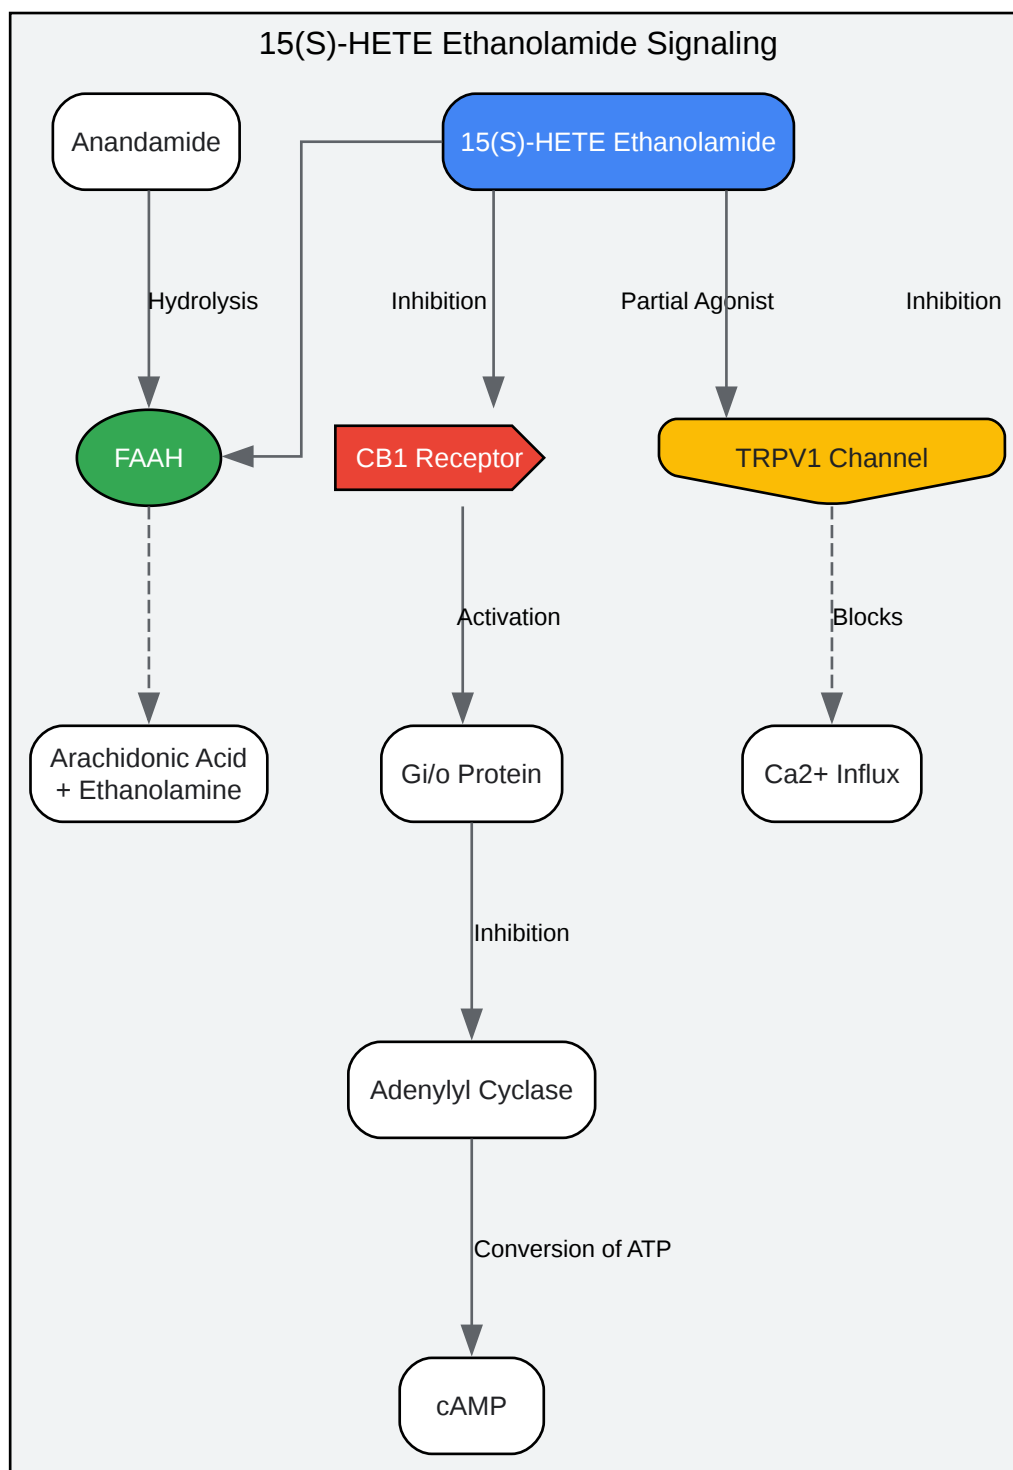 15(S)-HETE Ethanolamide Signaling
Anandamide
15(S)-HETE Ethanolamide
Hydrolysis
Inhibition
Partial Agonist
Inhibition
FAAH
CB1 Receptor
TRPV1 Channel
Activation
Blocks
Arachidonic Acid
+ Ethanolamine
Gi/o Protein
Ca2+ Influx
Inhibition
Adenylyl Cyclase
Conversion of ATP
cAMP